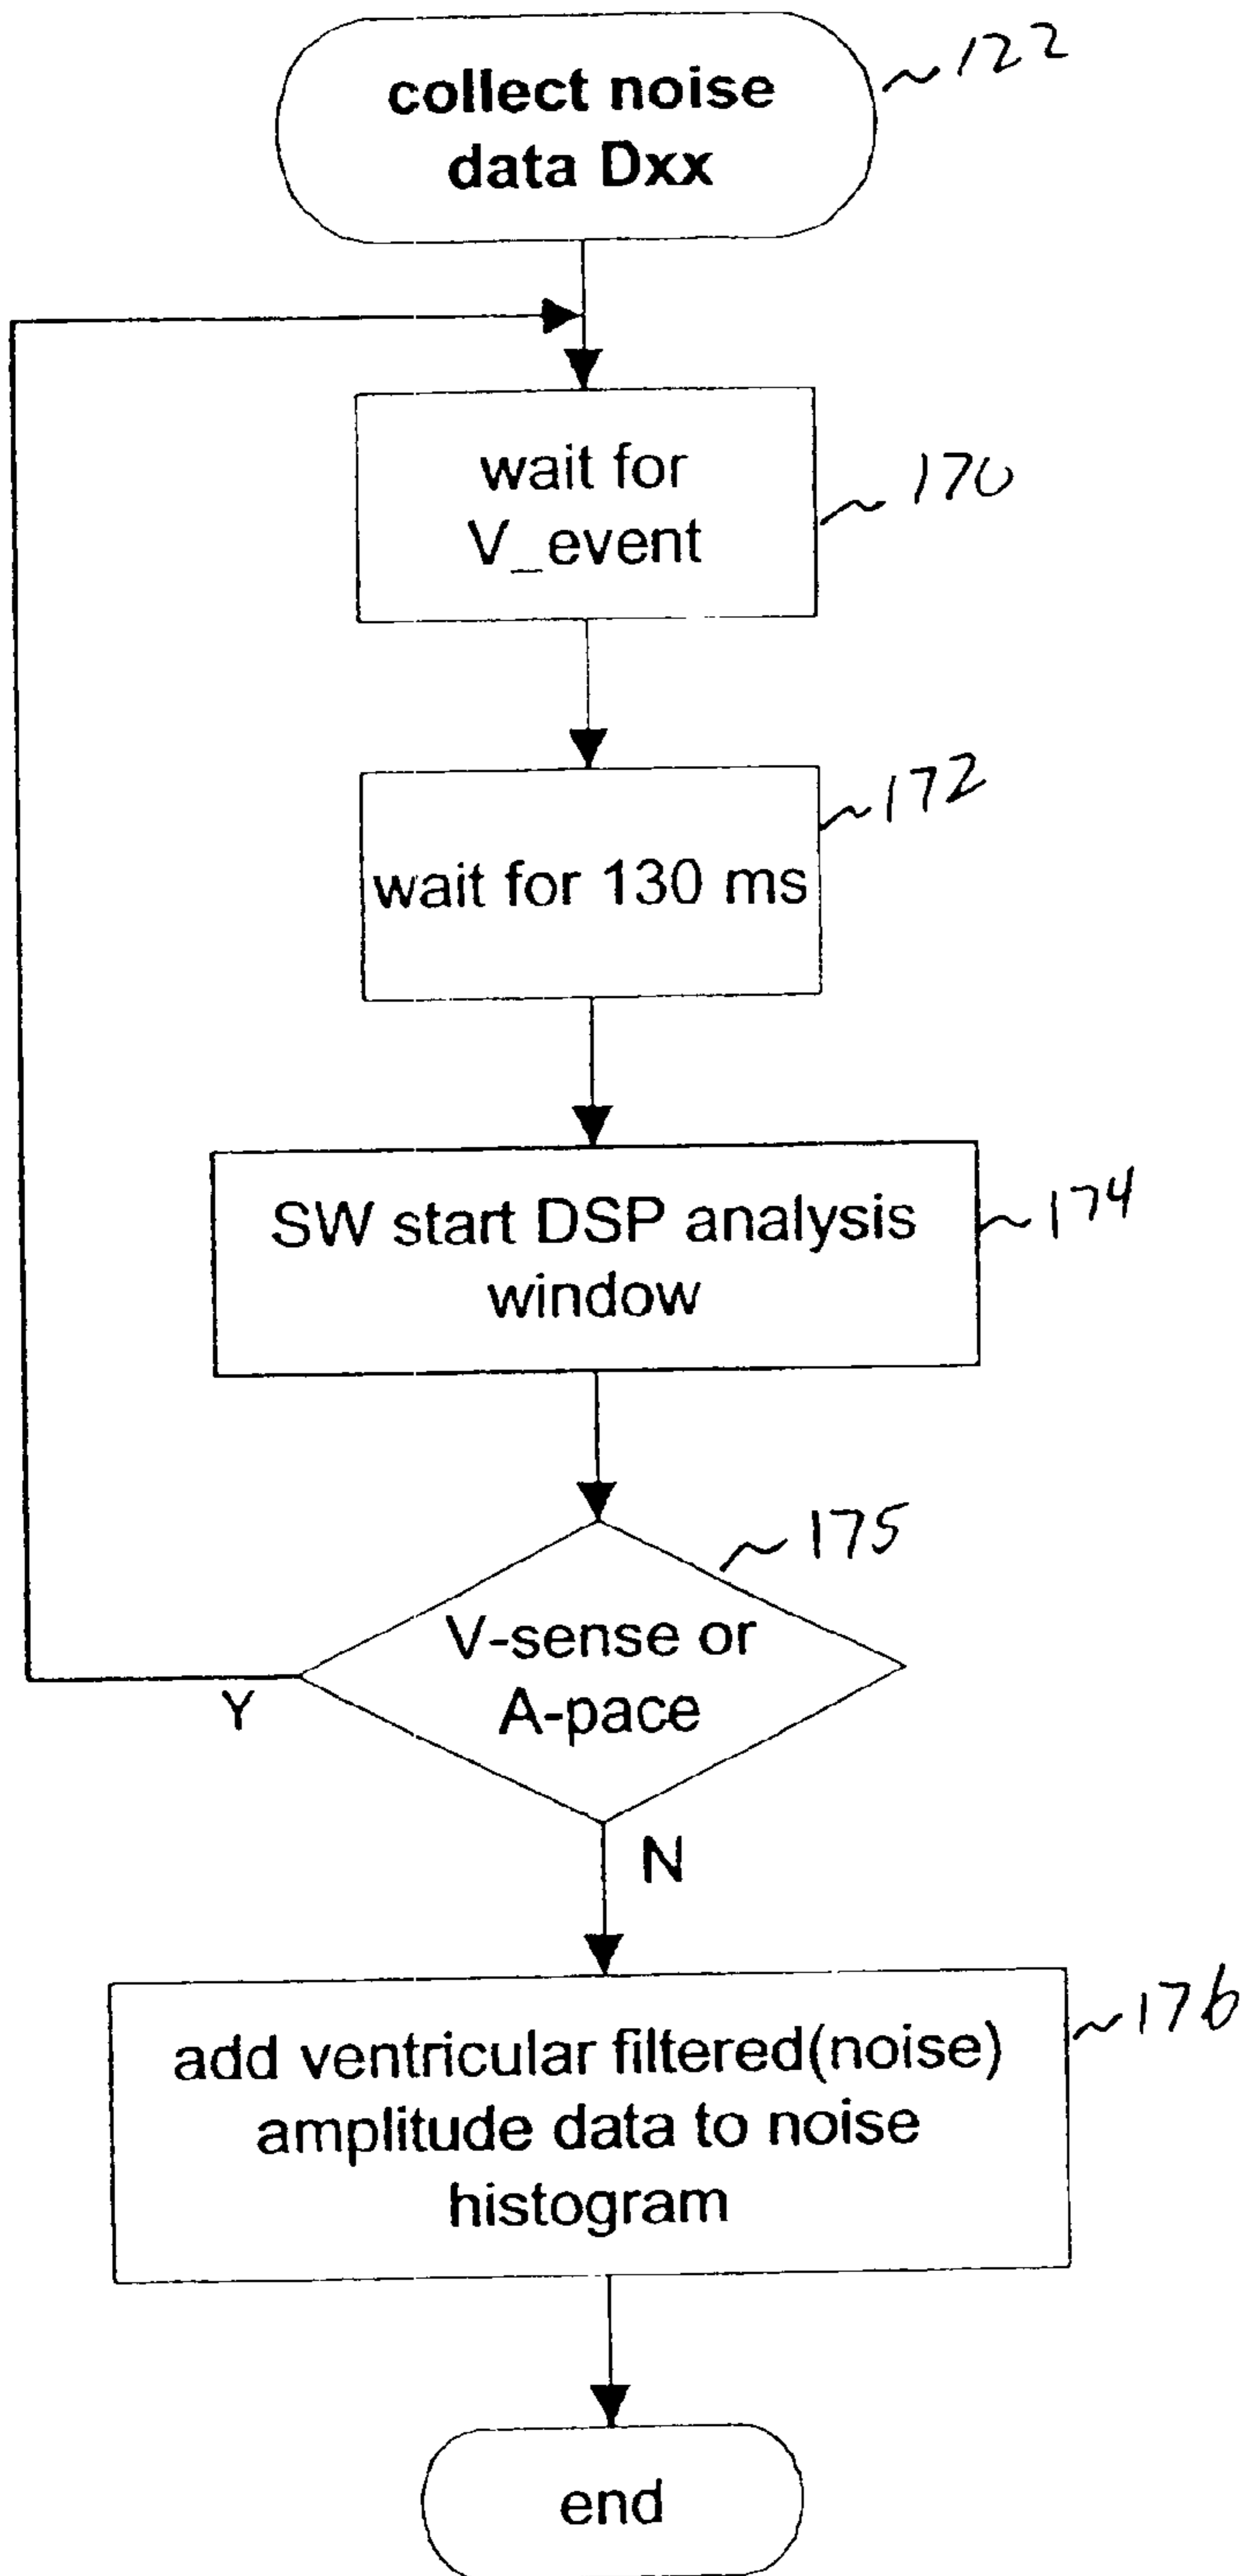 collect noise
data Dxx
122
wait for
V_event
170
wait for 130 ms
172
SW start DSP analysis
window
174
V-sense or
A-pace
175
Y
N
add ventricular filtered(noise)
amplitude data to noise
histogram
176
end